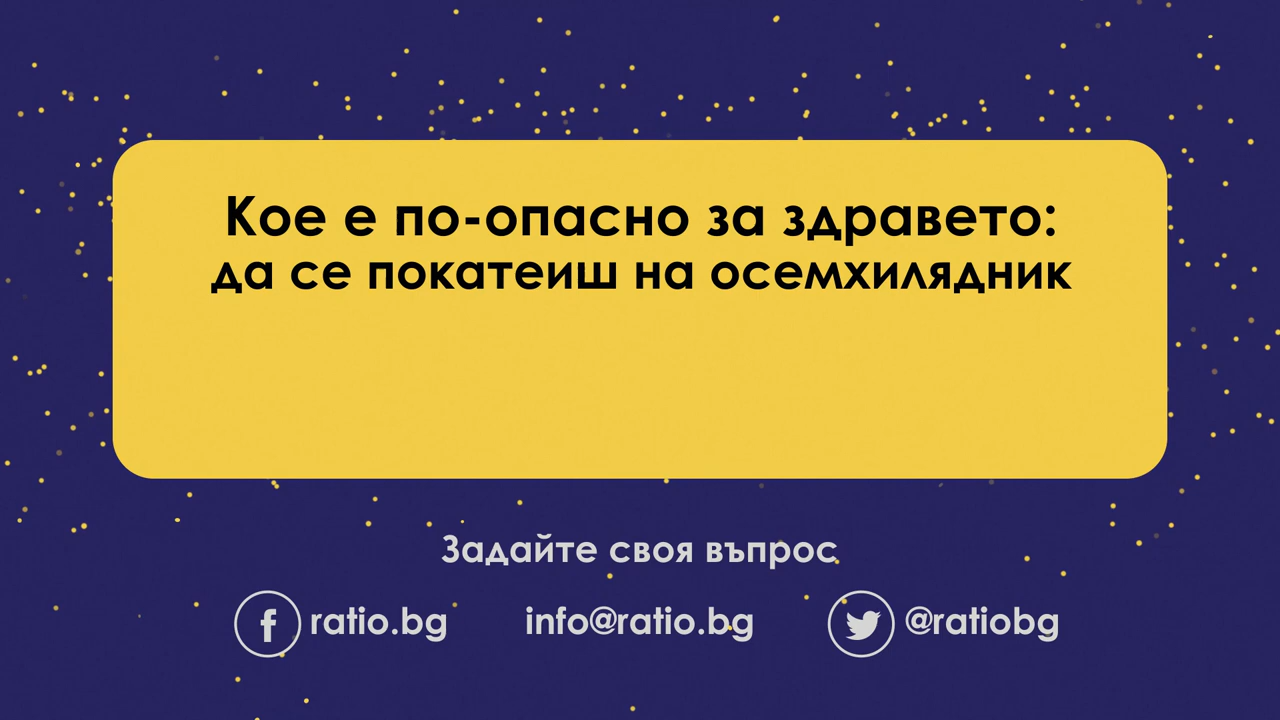 Кое е по-опасно за здравето:
да се покатеиш на осемхилядник
Задайте своя въпрос
ratio.bg info@ratio.bg @ratiobg